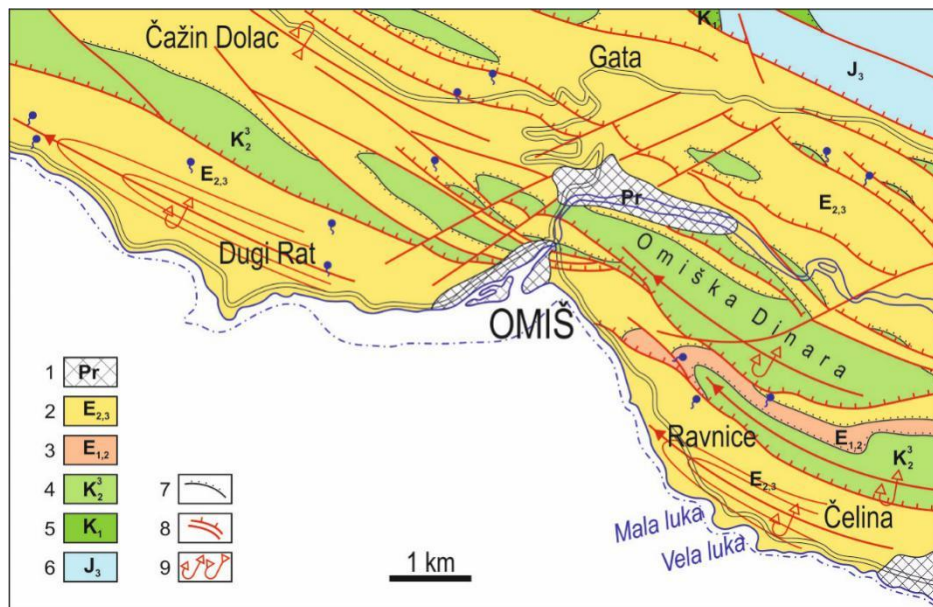 Čažin Dolac
Gata
K₁
J₃
K₂³
E₂,₃
Pr
E₂,₃
Dugi Rat
Omiška Dinara
OMIŠ
Ravnice
E₁,₂
K₂³
E₂,₃
Čelina
Mala luka
Vela luka
1 Pr
2 E₂,₃
3 E₁,₂
4 K₂³
5 K₁
6 J₃
7
8
9
1 km